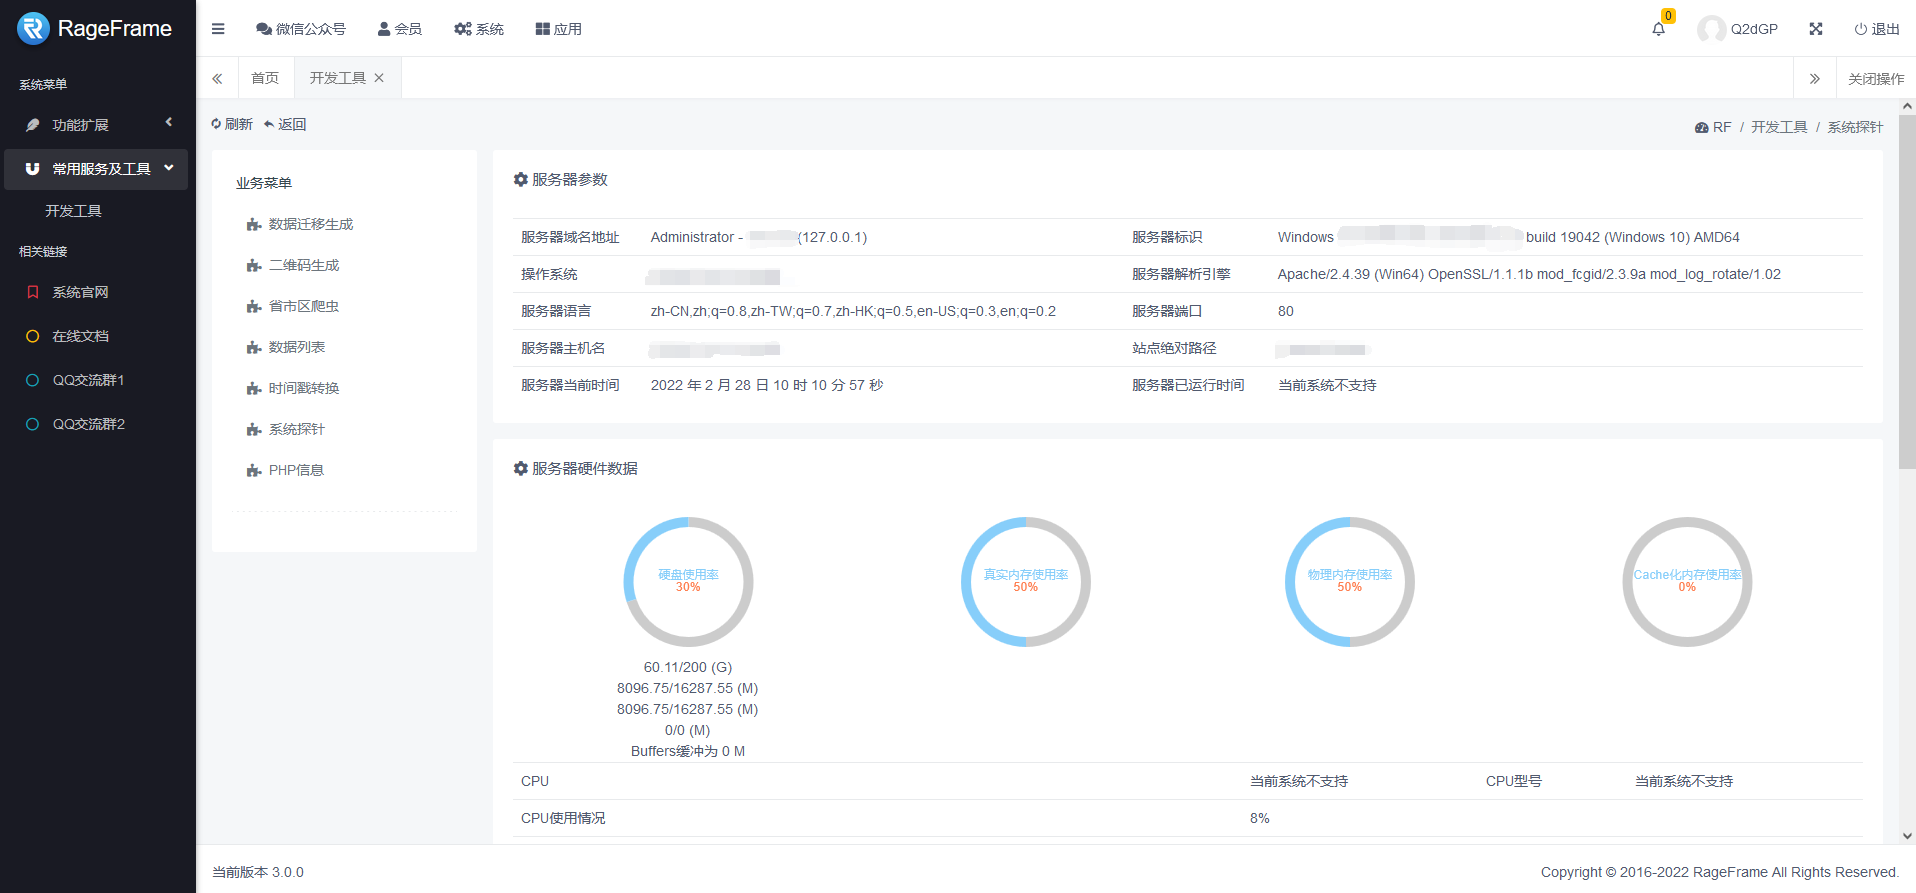 RageFrame
微信公众号
会员
系统
应用
0
Q2dGP
退出
首页
开发工具
关闭操作
系统菜单
功能扩展
常用服务及工具
开发工具
相关链接
系统官网
在线文档
QQ交流群1
QQ交流群2
刷新 返回
RF / 开发工具 / 系统探针
业务菜单
数据迁移生成
二维码生成
省市区爬虫
数据列表
时间戳转换
系统探针
PHP信息
服务器参数
服务器域名地址 Administrator - (127.0.0.1) 服务器标识 Windows build 19042 (Windows 10) AMD64
操作系统 服务器解析引擎 Apache/2.4.39 (Win64) OpenSSL/1.1.1b mod_fcgid/2.3.9a mod_log_rotate/1.02
服务器语言 zh-CN,zh;q=0.8,zh-TW;q=0.7,zh-HK;q=0.5,en-US;q=0.3,en;q=0.2 服务器端口 80
服务器主机名 站点绝对路径
服务器当前时间 2022 年 2 月 28 日 10 时 10 分 57 秒 服务器已运行时间 当前系统不支持
服务器硬件数据
硬盘使用率
30%
真实内存使用率
50%
物理内存使用率
50%
Cache化内存使用率
0%
60.11/200 (G)
8096.75/16287.55 (M)
8096.75/16287.55 (M)
0/0 (M)
Buffers缓冲为 0 M
CPU 当前系统不支持 CPU型号 当前系统不支持
CPU使用情况 8%
当前版本 3.0.0
Copyright © 2016-2022 RageFrame All Rights Reserved.